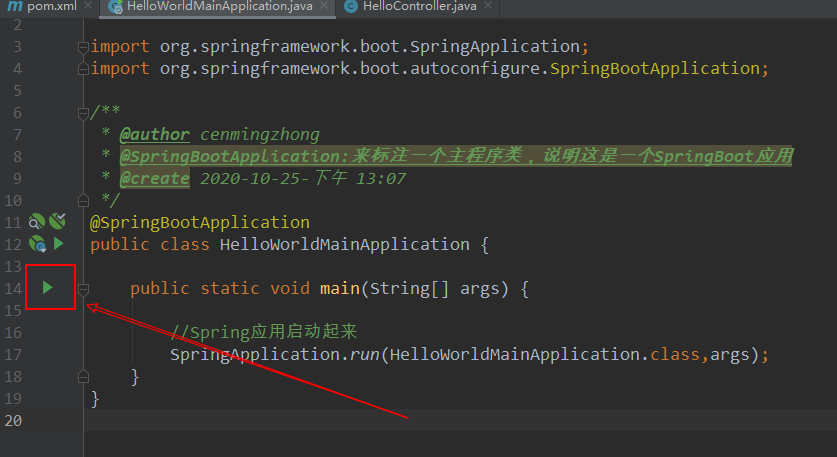 pom.xml HelloWorldMainApplication.java HelloController.java
2
3 import org.springframework.boot.SpringApplication;
4 import org.springframework.boot.autoconfigure.SpringBootApplication;
5
6 /**
7 * @author cenmingzhong
8 * @SpringBootApplication:来标注一个主程序类，说明这是一个SpringBoot应用
9 * @create 2020-10-25-下午 13:07
10 */
11 @SpringBootApplication
12 public class HelloWorldMainApplication {
13
14 public static void main(String[] args) {
15
16 //Spring应用启动起来
17 SpringApplication.run(HelloWorldMainApplication.class,args);
18 }
19 }
20